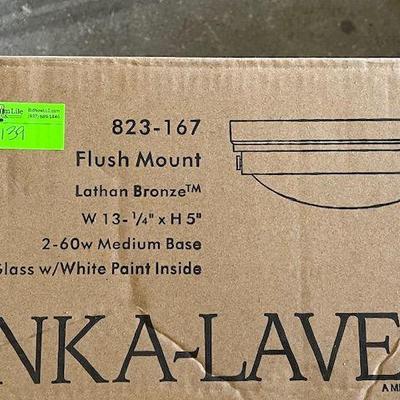 139
823-167
Flush Mount
Lathan Bronze™
W 13-¼" x H 5"
2-60w Medium Base
Glass w/White Paint Inside
NKA-LAVE
A M